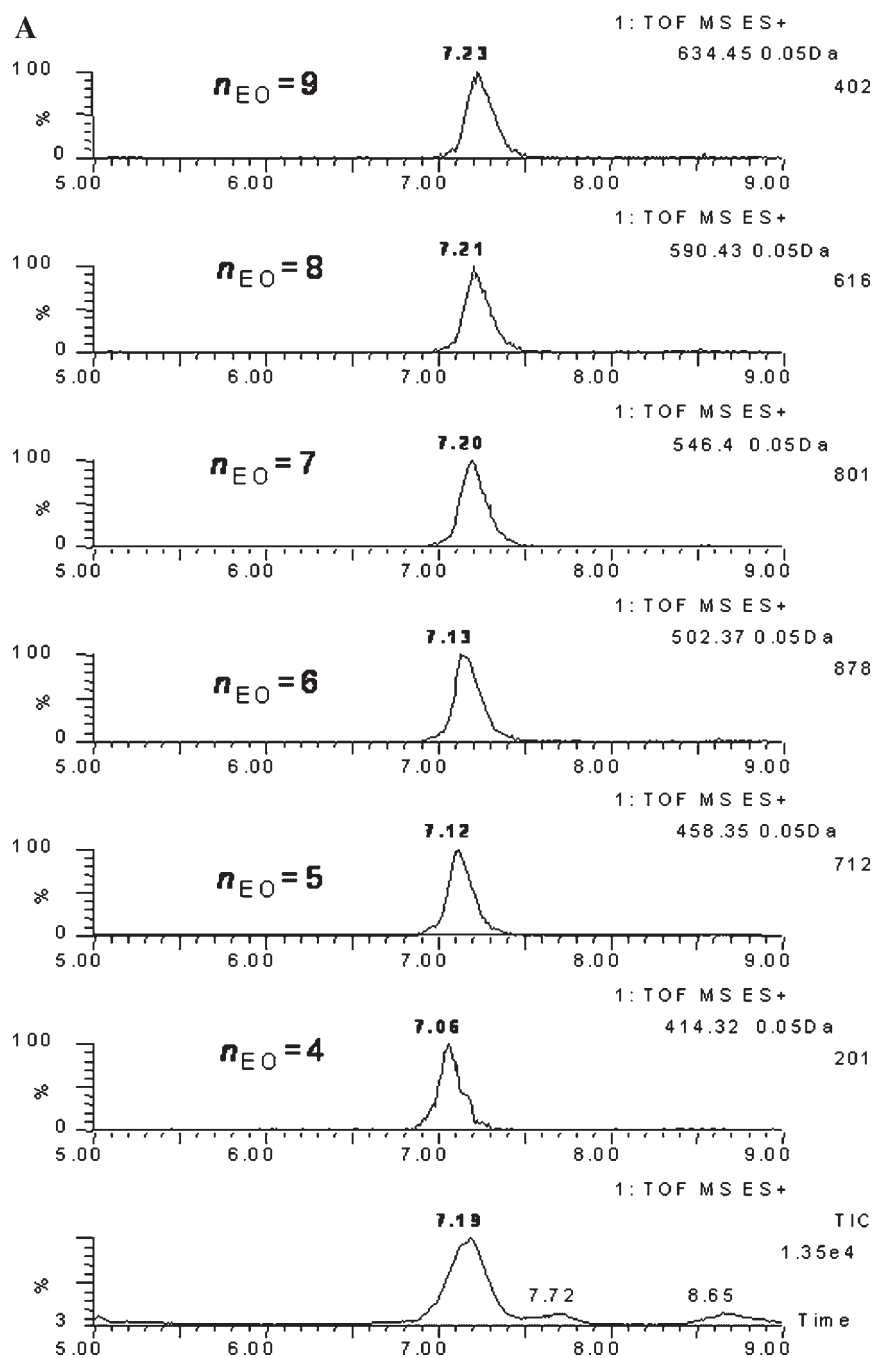 A
1: TOF MS ES+
7.23
634.45 0.05Da
100
nEO = 9
402
%
0
5.00 6.00 7.00 8.00 9.00
1: TOF MS ES+
7.21
590.43 0.05Da
100
nEO = 8
616
%
0
5.00 6.00 7.00 8.00 9.00
1: TOF MS ES+
7.20
546.4 0.05Da
100
nEO = 7
801
%
0
5.00 6.00 7.00 8.00 9.00
1: TOF MS ES+
7.13
502.37 0.05Da
100
nEO = 6
878
%
0
5.00 6.00 7.00 8.00 9.00
1: TOF MS ES+
7.12
458.35 0.05Da
100
nEO = 5
712
%
0
5.00 6.00 7.00 8.00 9.00
1: TOF MS ES+
7.06
414.32 0.05Da
100
nEO = 4
201
%
0
5.00 6.00 7.00 8.00 9.00
1: TOF MS ES+
7.19
TIC
1.35e4
%
7.72
8.65
3
Time
5.00 6.00 7.00 8.00 9.00